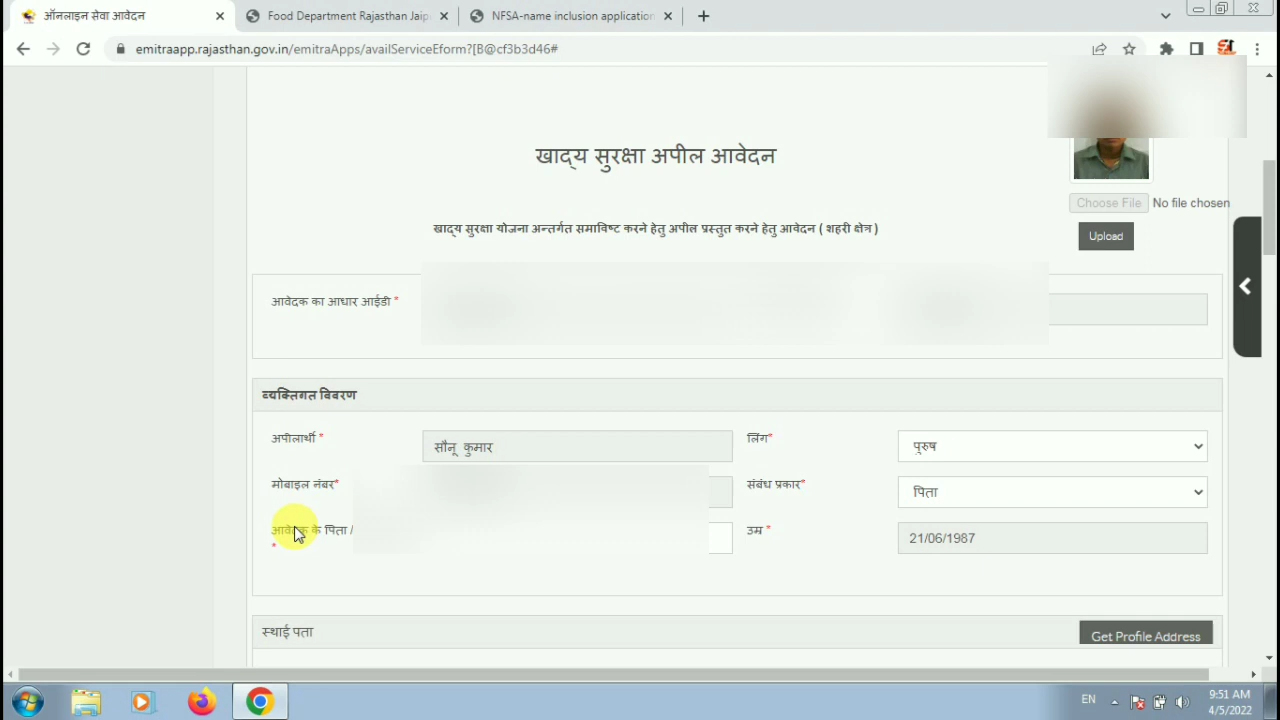 ऑनलाइन सेवा आवेदन
Food Department Rajasthan Jaip
NFSA-name inclusion application
emitraapp.rajasthan.gov.in/emitraApps/availServiceEform?[B@cf3b3d46#
खाद्य सुरक्षा अपील आवेदन
Choose File No file chosen
खाद्य सुरक्षा योजना अन्तर्गत समाविष्ट करने हेतु अपील प्रस्तुत करने हेतु आवेदन ( शहरी क्षेत्र )
Upload
आवेदक का आधार आईडी *
व्यक्तिगत विवरण
अपीलार्थी * सौनू कुमार लिंग* पुरुष
मोबाइल नंबर* संबंध प्रकार* पिता
आवेदक के पिता / उम्र * 21/06/1987
*
स्थाई पता Get Profile Address
EN 9:51 AM
4/5/2022